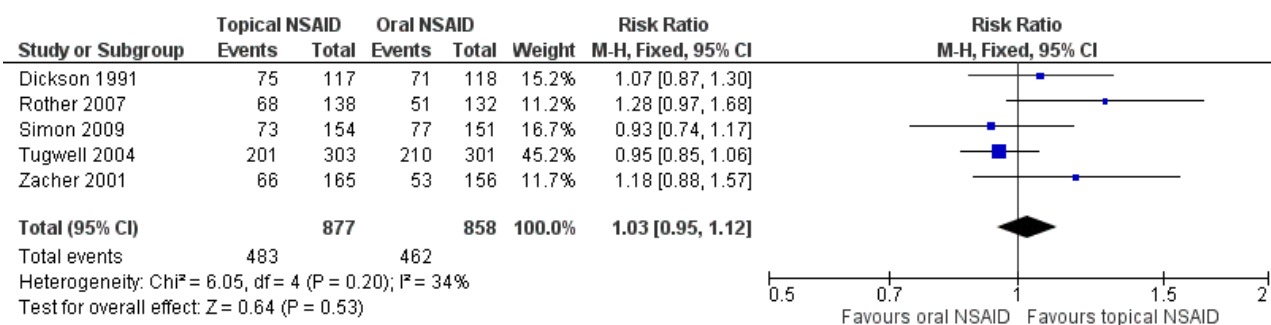 Topical NSAID Oral NSAID Risk Ratio Risk Ratio
Study or Subgroup Events Total Events Total Weight M-H, Fixed, 95% CI M-H, Fixed, 95% CI
Dickson 1991 75 117 71 118 15.2% 1.07 [0.87, 1.30]
Rother 2007 68 138 51 132 11.2% 1.28 [0.97, 1.68]
Simon 2009 73 154 77 151 16.7% 0.93 [0.74, 1.17]
Tugwell 2004 201 303 210 301 45.2% 0.95 [0.85, 1.06]
Zacher 2001 66 165 53 156 11.7% 1.18 [0.88, 1.57]
Total (95% CI) 877 858 100.0% 1.03 [0.95, 1.12]
Total events 483 462
Heterogeneity: Chi² = 6.05, df = 4 (P = 0.20); I² = 34%
Test for overall effect: Z = 0.64 (P = 0.53)
0.5 0.7 1 1.5 2
Favours oral NSAID Favours topical NSAID